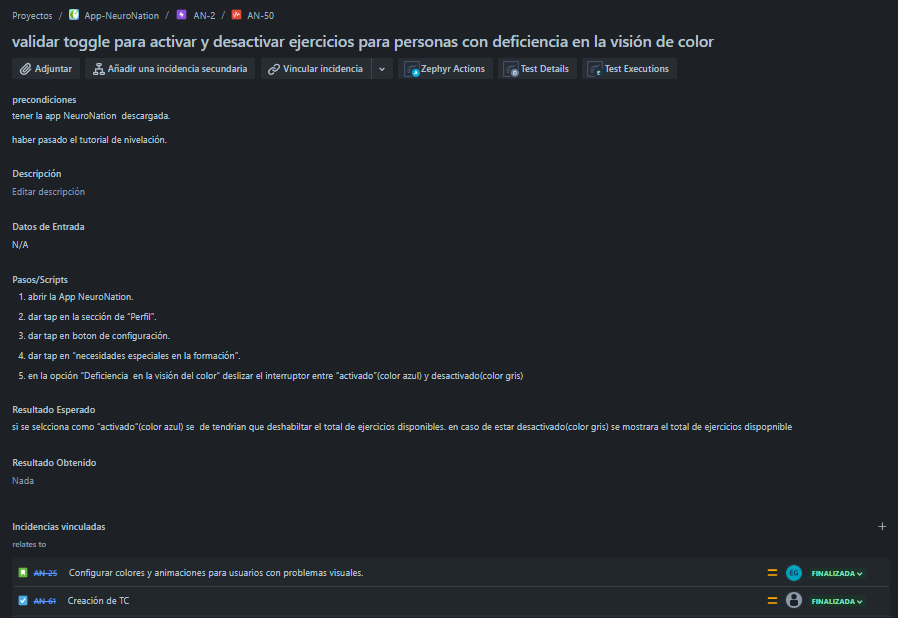 Proyectos / App-NeuroNation / AN-2 / AN-50
validar toggle para activar y desactivar ejercicios para personas con deficiencia en la visión de color
Adjuntar Añadir una incidencia secundaria Vincular incidencia Zephyr Actions Test Details Test Executions
precondiciones
tener la app NeuroNation descargada.
haber pasado el tutorial de nivelación.
Descripción
Editar descripción
Datos de Entrada
N/A
Pasos/Scripts
1. abrir la App NeuroNation.
2. dar tap en la sección de “Perfil”.
3. dar tap en boton de configuración.
4. dar tap en “necesidades especiales en la formación”.
5. en la opción “Deficiencia en la visión del color” deslizar el interruptor entre “activado”(color azul) y desactivado(color gris)
Resultado Esperado
si se selcciona como “activado”(color azul) se de tendrian que deshabiltar el total de ejercicios disponibles. en caso de estar desactivado(color gris) se mostrara el total de ejercicios dispopnible
Resultado Obtenido
Nada
Incidencias vinculadas
relates to
AN-25 Configurar colores y animaciones para usuarios con problemas visuales. EG FINALIZADA
AN-61 Creación de TC FINALIZADA